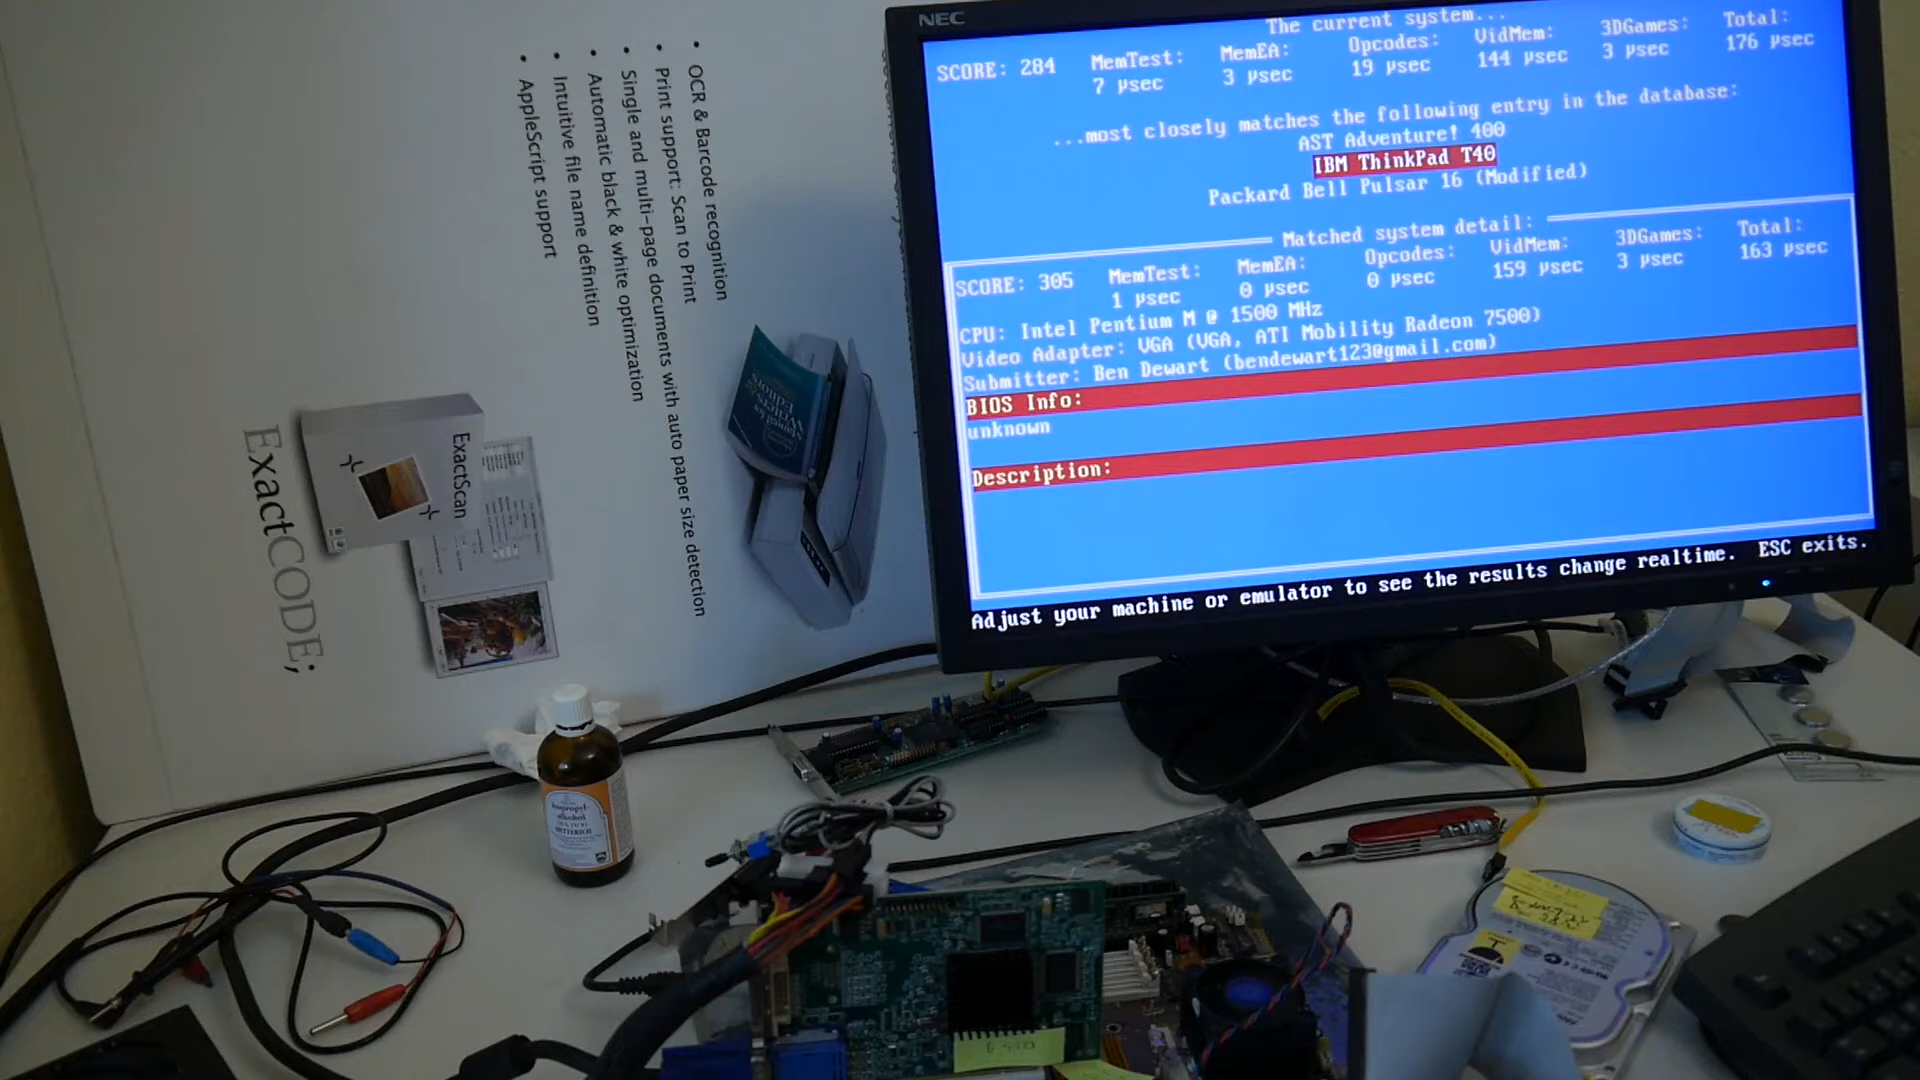 NEC
The current system...
SCORE: 284 MemTest: MemEA: Opcodes: VidMem: 3DGames: Total:
7 µsec 3 µsec 19 µsec 144 µsec 3 µsec 176 µsec
...most closely matches the following entry in the database:
AST Adventure! 400
IBM ThinkPad T40
Packard Bell Pulsar 16 (Modified)
Matched system detail:
SCORE: 305 MemTest: MemEA: Opcodes: VidMem: 3DGames: Total:
1 µsec 0 µsec 0 µsec 159 µsec 3 µsec 163 µsec
CPU: Intel Pentium M @ 1500 MHz
Video Adapter: VGA (VGA, ATI Mobility Radeon 7500)
Submitter: Ben Dewart (bendewart123@gmail.com)
BIOS Info:
unknown
Description:
Adjust your machine or emulator to see the results change realtime. ESC exits.
• OCR & Barcode recognition
• Print support: Scan to Print
• Single and multi-page documents with auto paper size detection
• Automatic black & white optimization
• Intuitive file name definition
• AppleScript support
ExactScan
ExactCODE;
Isopropyl-
alkohol